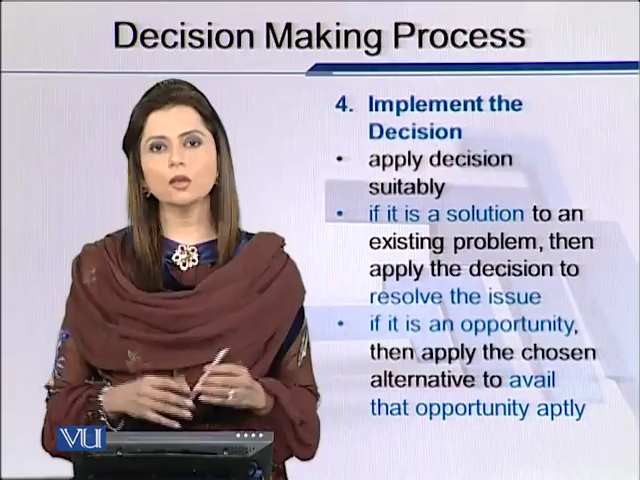 Decision Making Process
4. Implement the
Decision
• apply decision
suitably
• if it is a solution to an
existing problem, then
apply the decision to
resolve the issue
• if it is an opportunity,
then apply the chosen
alternative to avail
that opportunity aptly
VU